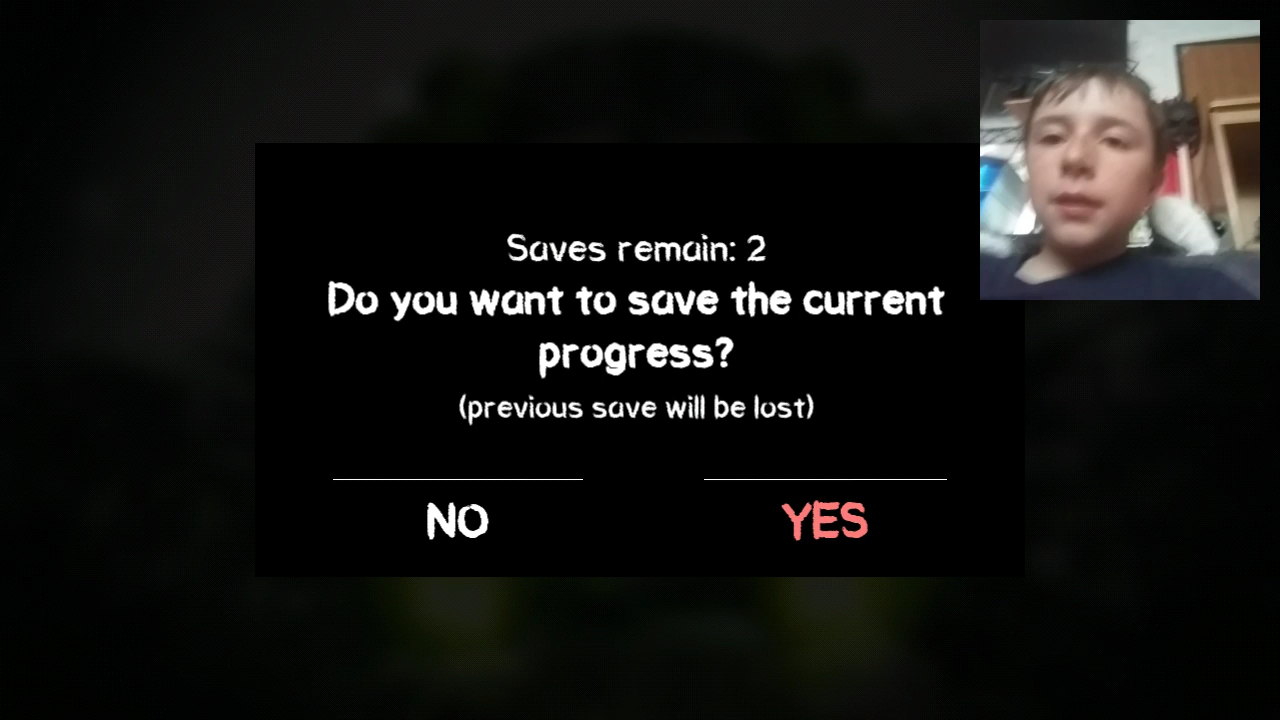 Saves remain: 2
Do you want to save the current
progress?
(previous save will be lost)
NO
YES